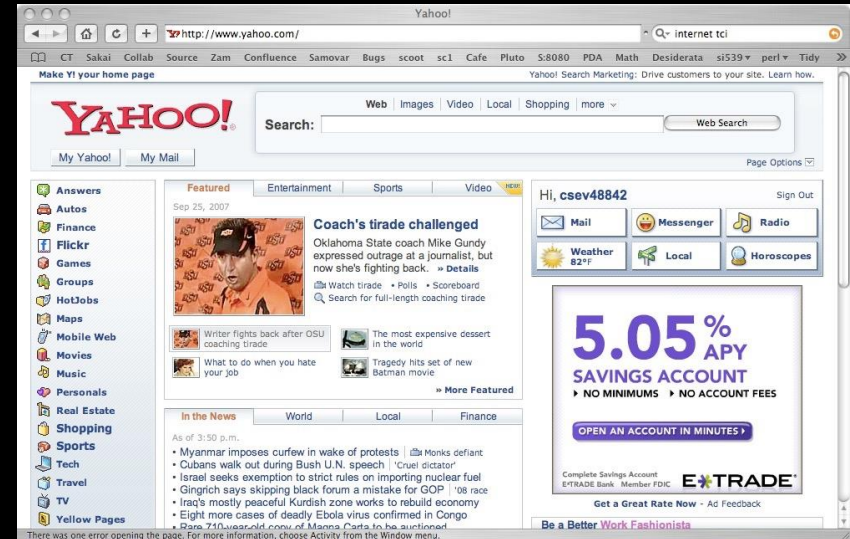 Yahoo!
http://www.yahoo.com/
Q- internet tci
CT Sakai Collab Source Zam Confluence Samovar Bugs scoot sc1 Cafe Pluto S:8080 PDA Math Desiderata si539 perl Tidy
Make Y! your home page
Yahoo! Search Marketing: Drive customers to your site. Learn how.
YAHOO!
Web | Images | Video | Local | Shopping | more
Search:
Web Search
My Yahoo! My Mail
Page Options
Answers
Autos
Finance
Flickr
Games
Groups
HotJobs
Maps
Mobile Web
Movies
Music
Personals
Real Estate
Shopping
Sports
Tech
Travel
TV
Yellow Pages
Featured Entertainment Sports Video NEW!
Sep 25, 2007
Coach's tirade challenged
Oklahoma State coach Mike Gundy
expressed outrage at a journalist, but
now she's fighting back. » Details
Watch tirade • Polls • Scoreboard
Search for full-length coaching tirade
Writer fights back after OSU
coaching tirade
The most expensive dessert
in the world
What to do when you hate
your job
Tragedy hits set of new
Batman movie
» More Featured
In the News World Local Finance
As of 3:50 p.m.
• Myanmar imposes curfew in wake of protests | Monks defiant
• Cubans walk out during Bush U.N. speech | 'Cruel dictator'
• Israel seeks exemption to strict rules on importing nuclear fuel
• Gingrich says skipping black forum a mistake for GOP | '08 race
• Iraq's mostly peaceful Kurdish zone works to rebuild economy
• Eight more cases of deadly Ebola virus confirmed in Congo
• Rare 710-year-old copy of Magna Carta to be auctioned
Hi, csev48842
Sign Out
Mail Messenger Radio
Weather
82°F
Local Horoscopes
5.05%
APY
SAVINGS ACCOUNT
NO MINIMUMS NO ACCOUNT FEES
OPEN AN ACCOUNT IN MINUTES
Complete Savings Account
E*TRADE Bank Member FDIC
E*TRADE
Get a Great Rate Now - Ad Feedback
Be a Better Work Fashionista
There was one error opening the page. For more information, choose Activity from the Window menu.